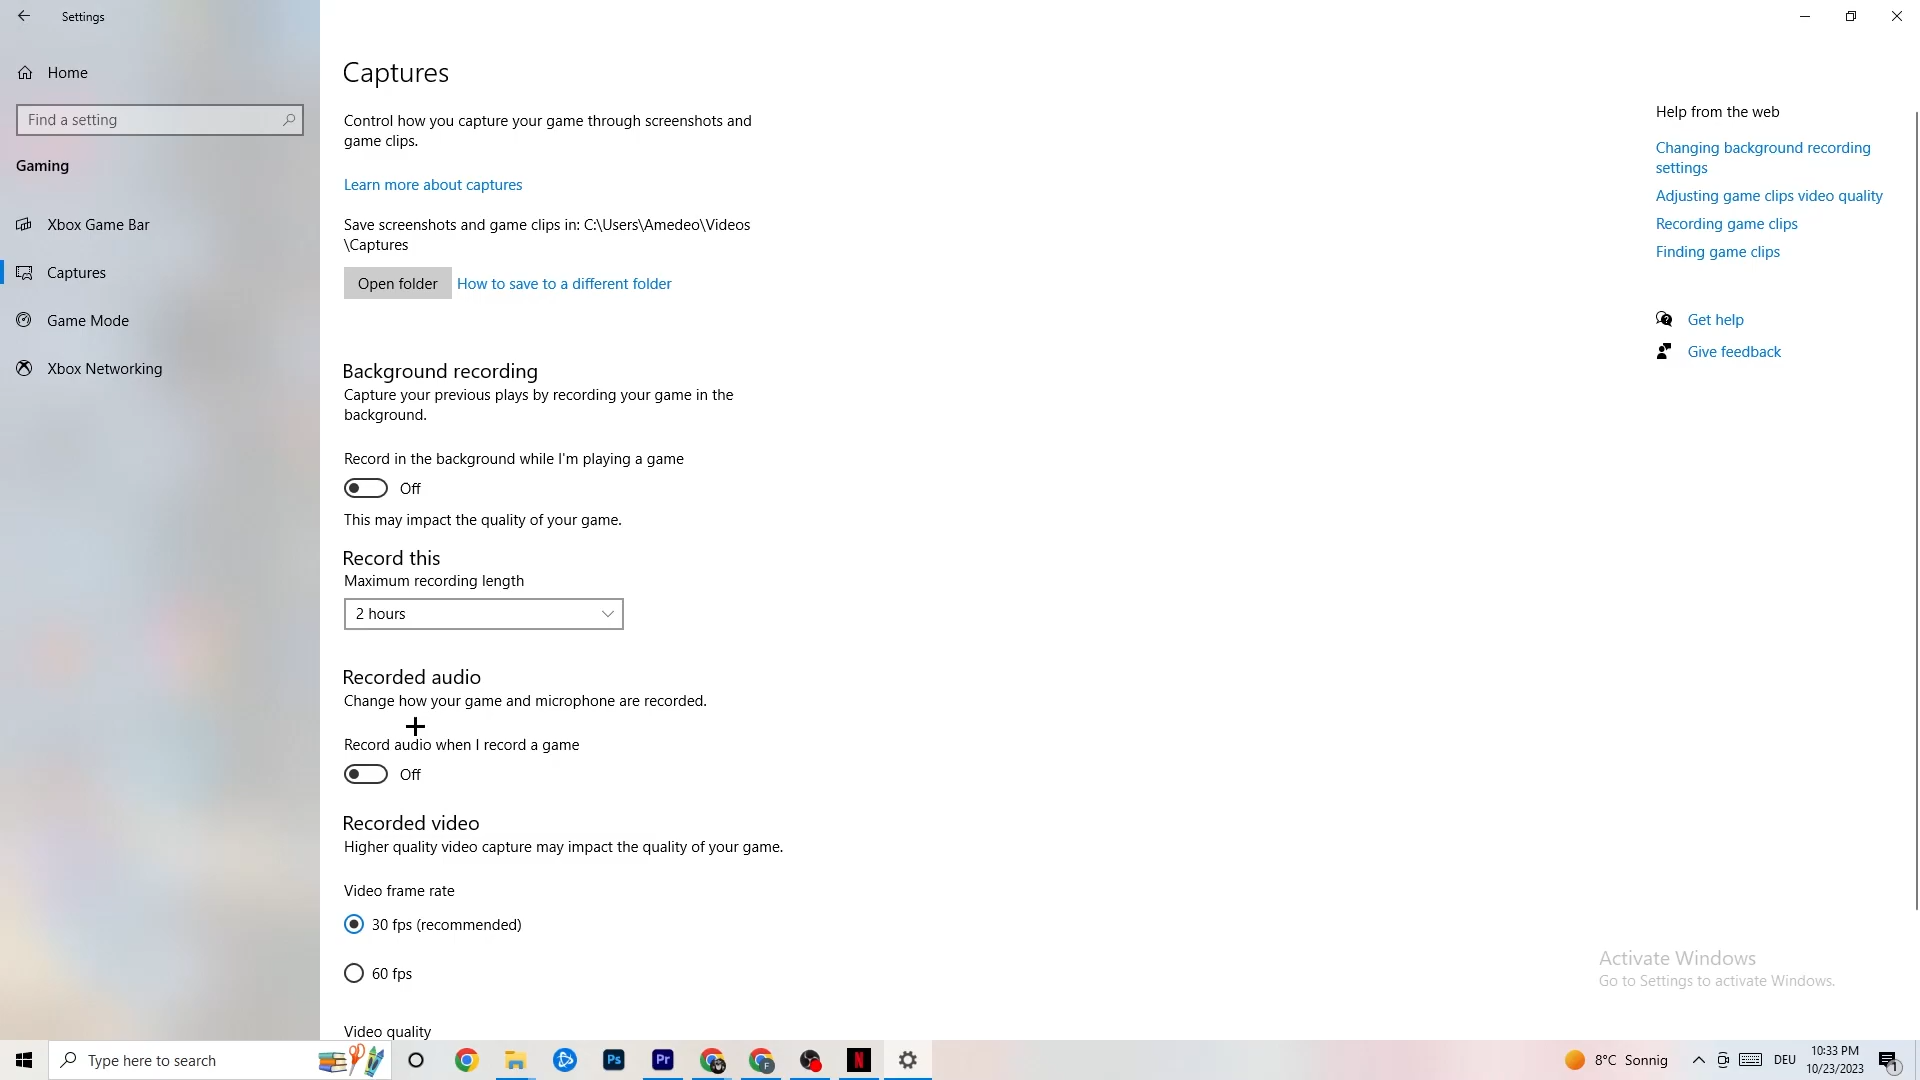 Settings
Home
Find a setting
Gaming
Xbox Game Bar
Captures
Game Mode
Xbox Networking
Captures
Control how you capture your game through screenshots and
game clips.
Learn more about captures
Save screenshots and game clips in: C:\Users\Amedeo\Videos
\Captures
Open folder
How to save to a different folder
Background recording
Capture your previous plays by recording your game in the
background.
Record in the background while I'm playing a game
Off
This may impact the quality of your game.
Record this
Maximum recording length
2 hours
Recorded audio
Change how your game and microphone are recorded.
Record audio when I record a game
Off
Recorded video
Higher quality video capture may impact the quality of your game.
Video frame rate
30 fps (recommended)
60 fps
Video quality
Help from the web
Changing background recording
settings
Adjusting game clips video quality
Recording game clips
Finding game clips
Get help
Give feedback
Activate Windows
Go to Settings to activate Windows.
Type here to search
Ps
Pr
F
N
8°C Sonnig
DEU
10:33 PM
10/23/2023
1